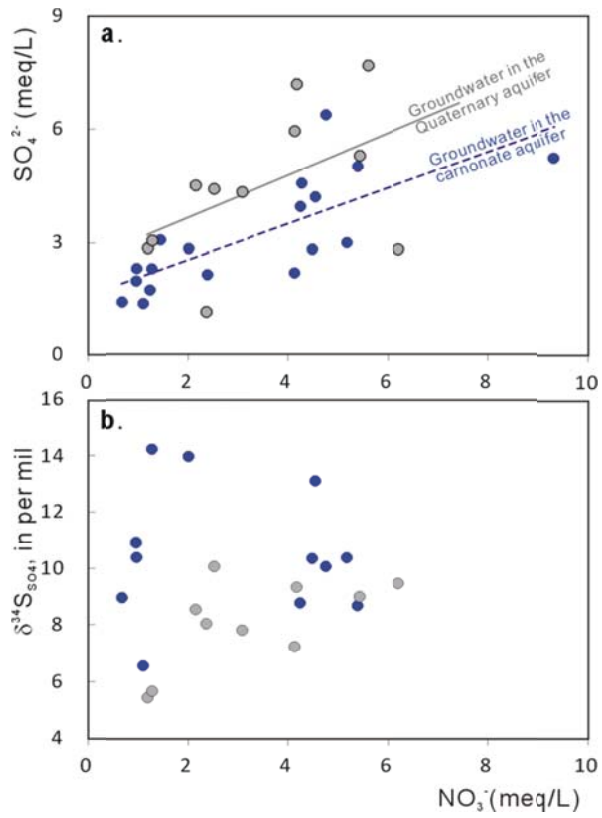 a.
SO₄²⁻ (meq/L)
9
6
3
0
Groundwater in the
Quaternary aquifer
Groundwater in the
carnonate aquifer
0 2 4 6 8 10
b.
δ³⁴S_SO4, in per mil
16
14
12
10
8
6
4
0 2 4 6 8 10
NO₃⁻(meq/L)